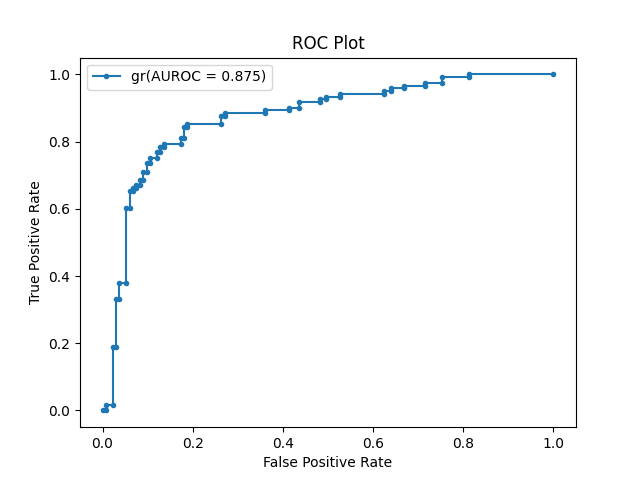 ROC Plot
gr(AUROC = 0.875)
True Positive Rate
1.0
0.8
0.6
0.4
0.2
0.0
0.0 0.2 0.4 0.6 0.8 1.0
False Positive Rate